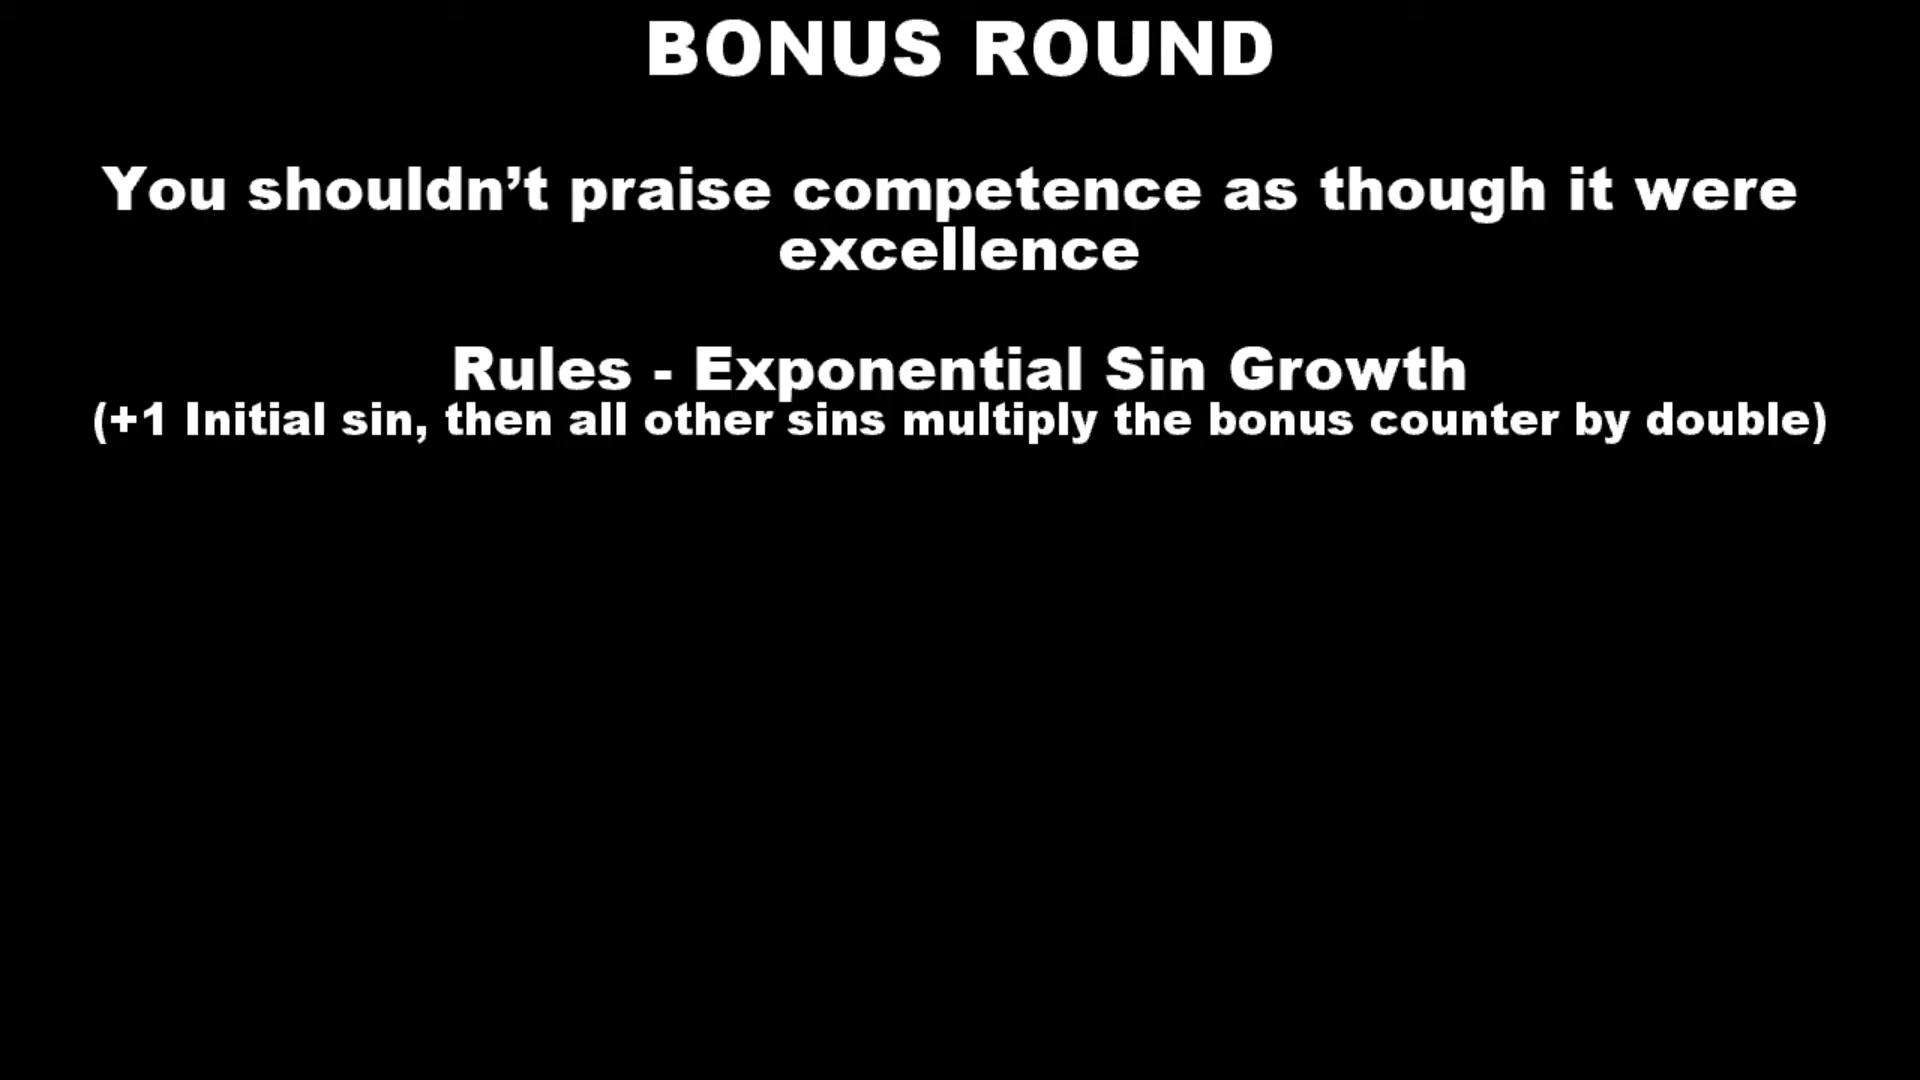 BONUS ROUND
You shouldn’t praise competence as though it were
excellence
Rules - Exponential Sin Growth
(+1 Initial sin, then all other sins multiply the bonus counter by double)